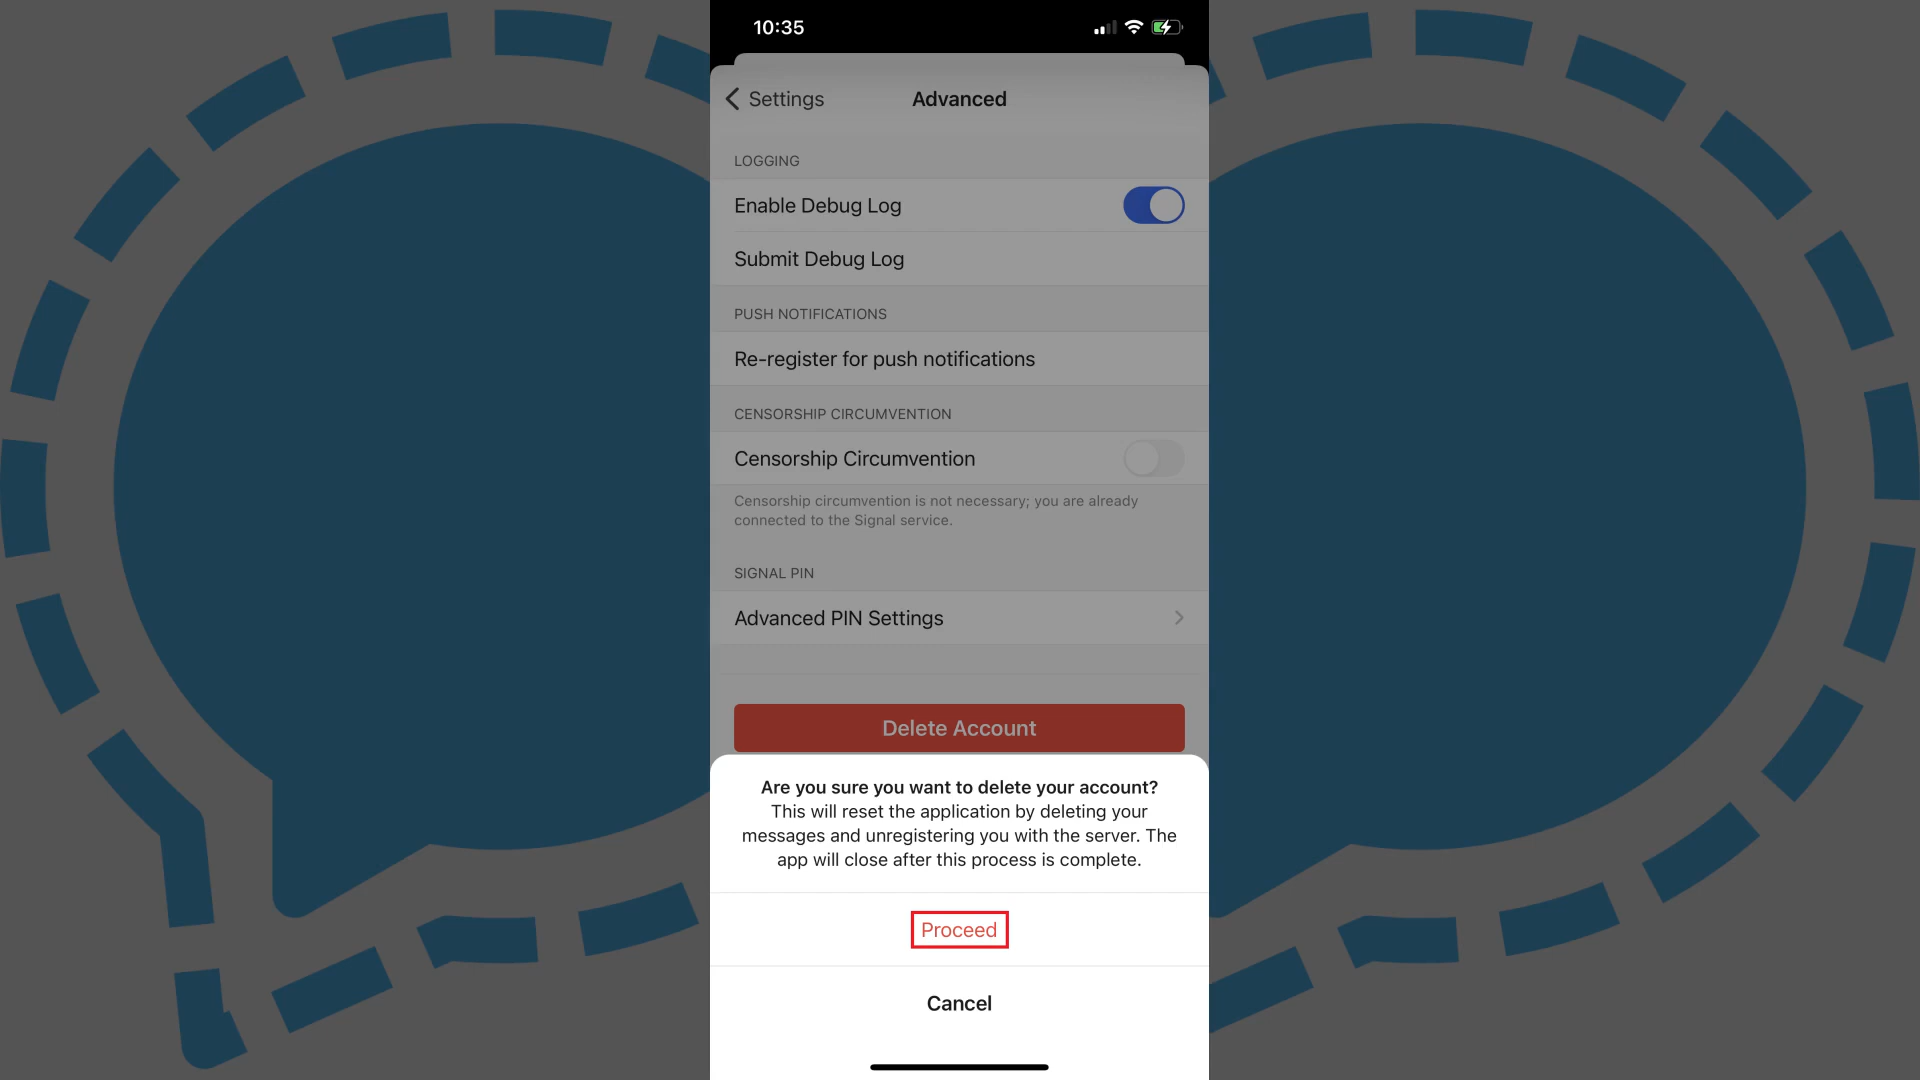 10:35
Settings
Advanced
LOGGING
Enable Debug Log
Submit Debug Log
PUSH NOTIFICATIONS
Re-register for push notifications
CENSORSHIP CIRCUMVENTION
Censorship Circumvention
Censorship circumvention is not necessary; you are already
connected to the Signal service.
SIGNAL PIN
Advanced PIN Settings
Delete Account
Are you sure you want to delete your account?
This will reset the application by deleting your
messages and unregistering you with the server. The
app will close after this process is complete.
Proceed
Cancel